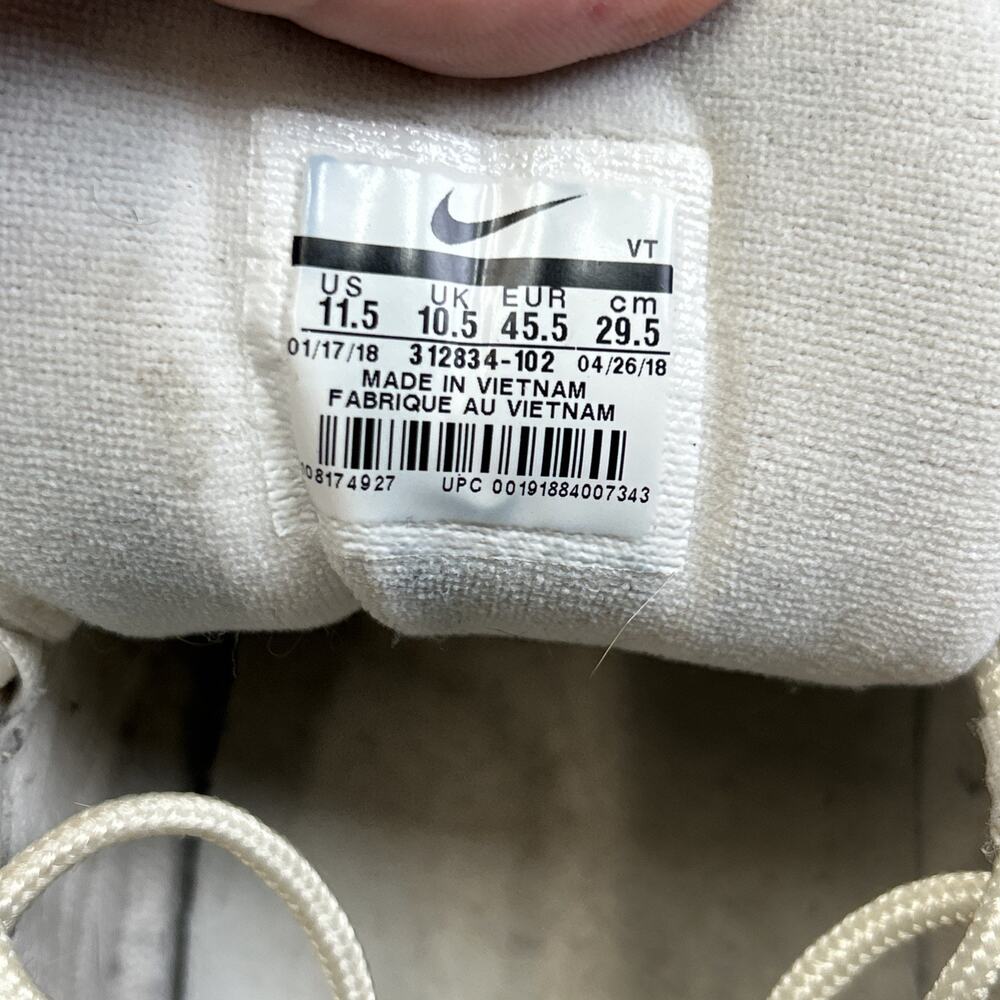 VT
US UK EUR cm
11.5 10.5 45.5 29.5
01/17/18 312834-102 04/26/18
MADE IN VIETNAM
FABRIQUE AU VIETNAM
08174927 UPC 00191884007343